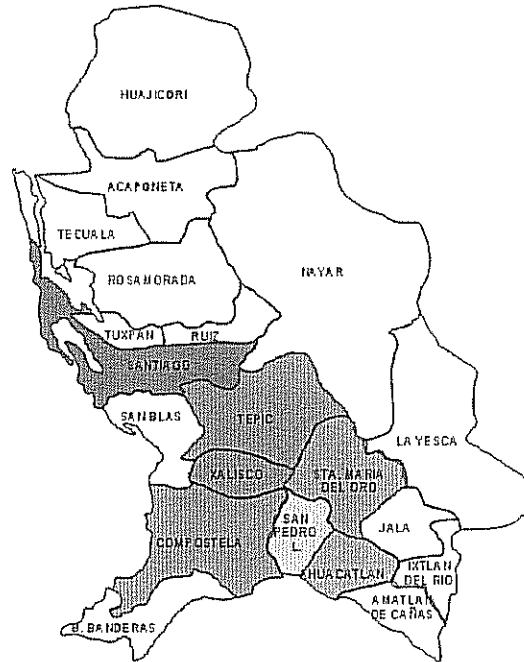 HUAJICORI
ACAPONETA
TECUALA
ROSAMORADA
NAYAR
TUXPAN
RUIZ
SANTIAGO
SAN BLAS
TEPIC
LA YESCA
XALISCO
STA. MARIA
DEL ORO
SAN
PEDRO
L.
JALA
COMPOSTELA
AHUACATLAN
IXTLAN
DEL RIO
AMATLAN
DE CAÑAS
B. BANDERAS